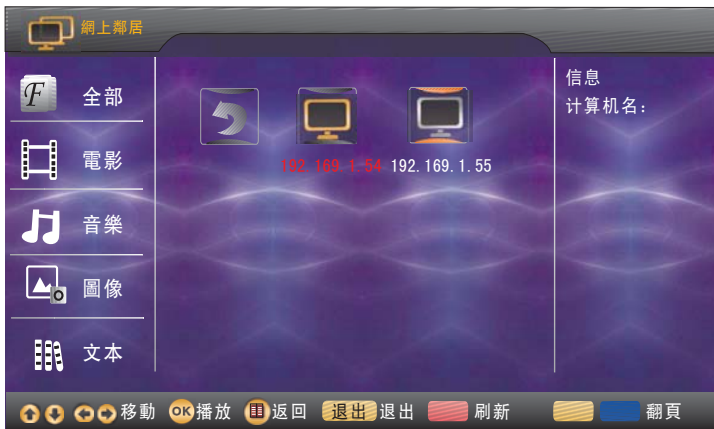 網上鄰居
全部
電影
音樂
圖像
文本
192.169.1.54
192.169.1.55
信息
计算机名：
移動 OK 播放 返回 退出 退出 刷新 翻頁